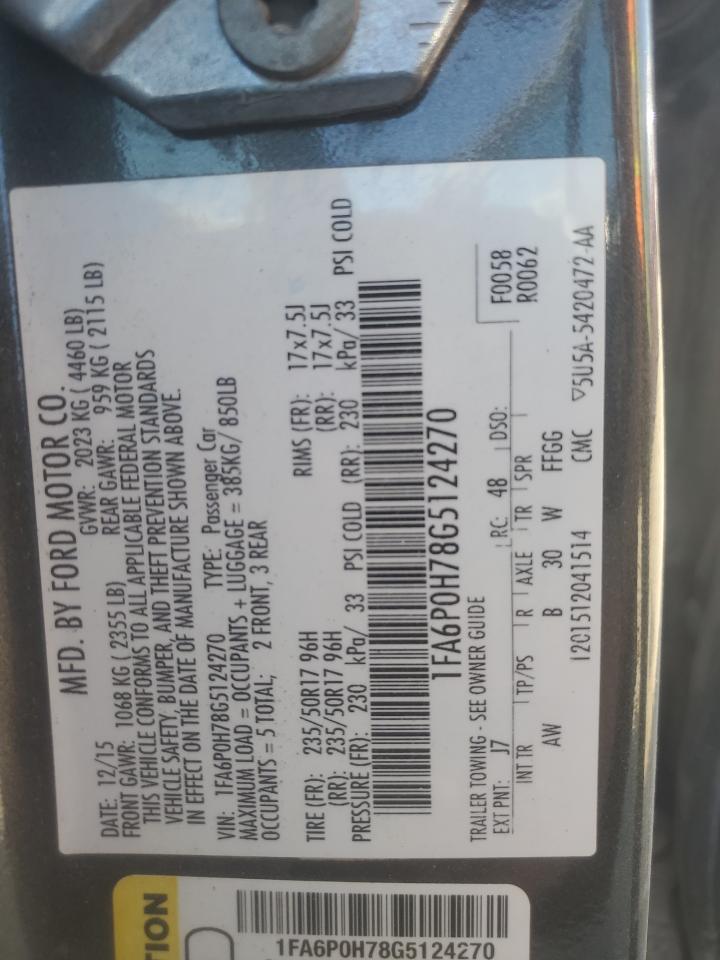 MFD. BY FORD MOTOR CO.
DATE: 12/15 GVWR: 2023 KG ( 4460 LB)
FRONT GAWR: 1068 KG ( 2355 LB) REAR GAWR: 959 KG ( 2115 LB)
THIS VEHICLE CONFORMS TO ALL APPLICABLE FEDERAL MOTOR
VEHICLE SAFETY, BUMPER, AND THEFT PREVENTION STANDARDS
IN EFFECT ON THE DATE OF MANUFACTURE SHOWN ABOVE.
VIN: 1FA6P0H78G5124270 TYPE: Passenger Car
MAXIMUM LOAD = OCCUPANTS + LUGGAGE = 385KG/ 850LB
OCCUPANTS = 5 TOTAL; 2 FRONT, 3 REAR
TIRE (FR): 235/50R17 96H RIMS (FR): 17x7.5J
(RR): 235/50R17 96H (RR): 17x7.5J
PRESSURE (FR): 230 kPa/ 33 PSI COLD (RR): 230 kPa/ 33 PSI COLD
1FA6P0H78G5124270
TRAILER TOWING - SEE OWNER GUIDE F0058
R0062
EXT PNT: J7 RC: 48 DSO:
INT TR TP/PS R AXLE TR SPR
AW B 30 W FFGG
1201512041514 CMC ▽5U5A-5420472-AA
TION
1FA6P0H78G5124270